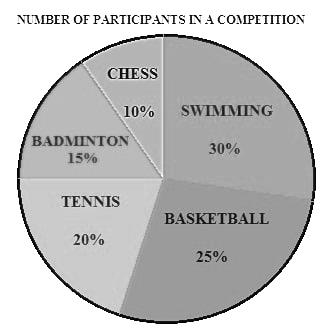 NUMBER OF PARTICIPANTS IN A COMPETITION
CHESS
10%
SWIMMING
30%
BADMINTON
15%
TENNIS
20%
BASKETBALL
25%